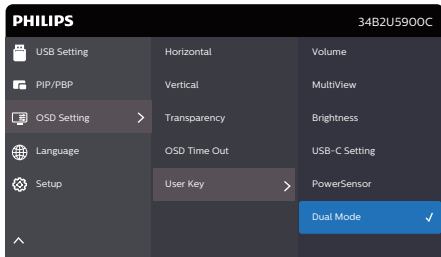 PHILIPS 34B2U5900C
USB Setting Horizontal Volume
PIP/PBP Vertical MultiView
OSD Setting Transparency Brightness
Language OSD Time Out USB-C Setting
Setup User Key PowerSensor
Dual Mode